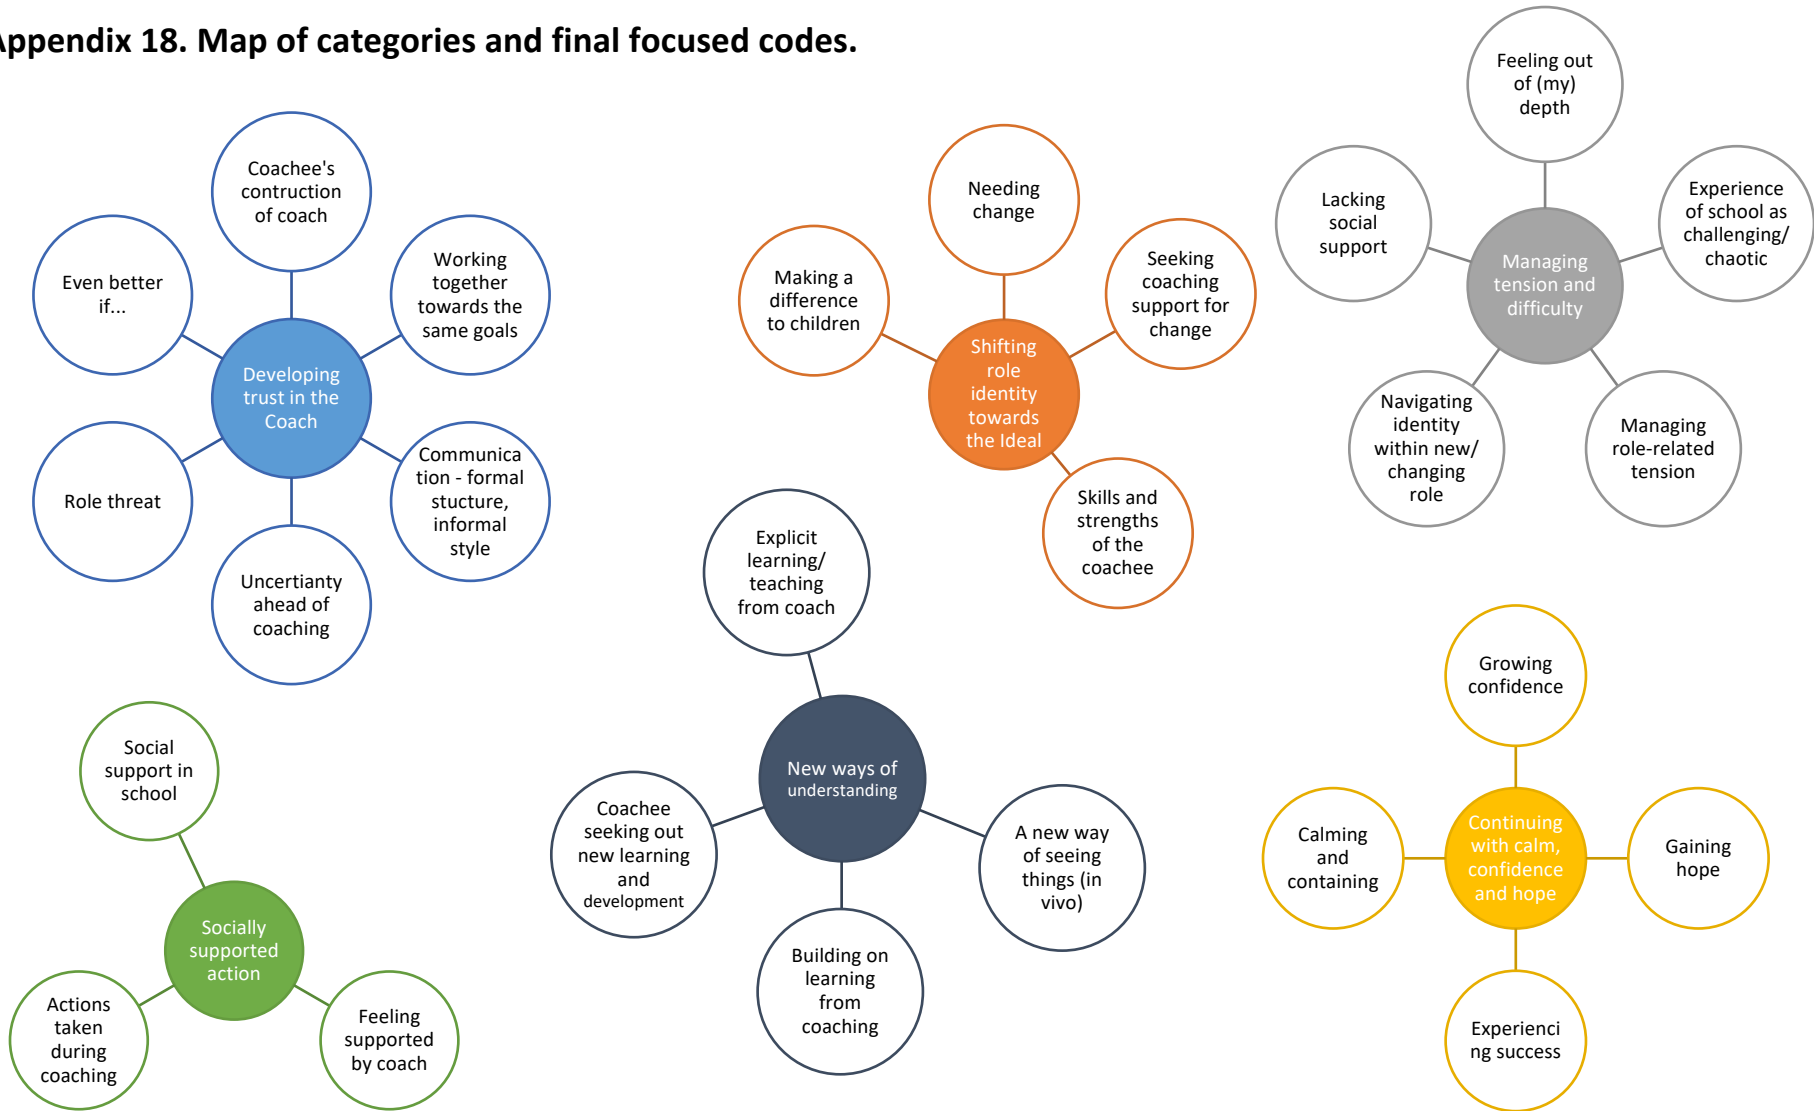 Appendix 18. Map of categories and final focused codes.
Coachee's
contruction
of coach
Working
together
towards the
same goals
Communica
tion - formal
stucture,
informal
style
Uncertianty
ahead of
coaching
Role threat
Even better
if...
Developing
trust in the
Coach
Needing
change
Seeking
coaching
support for
change
Skills and
strengths
of the
coachee
Making a
difference
to children
Shifting
role
identity
towards
the Ideal
Feeling out
of (my)
depth
Experience
of school as
challenging/
chaotic
Managing
role-related
tension
Navigating
identity
within new/
changing
role
Lacking
social
support
Managing
tension and
difficulty
Social
support in
school
Feeling
supported
by coach
Actions
taken
during
coaching
Socially
supported
action
Explicit
learning/
teaching
from coach
A new way
of seeing
things (in
vivo)
Building on
learning
from
coaching
Coachee
seeking out
new learning
and
development
New ways of
understanding
Growing
confidence
Gaining
hope
Experienci
ng success
Calming
and
containing
Continuing
with calm,
confidence
and hope